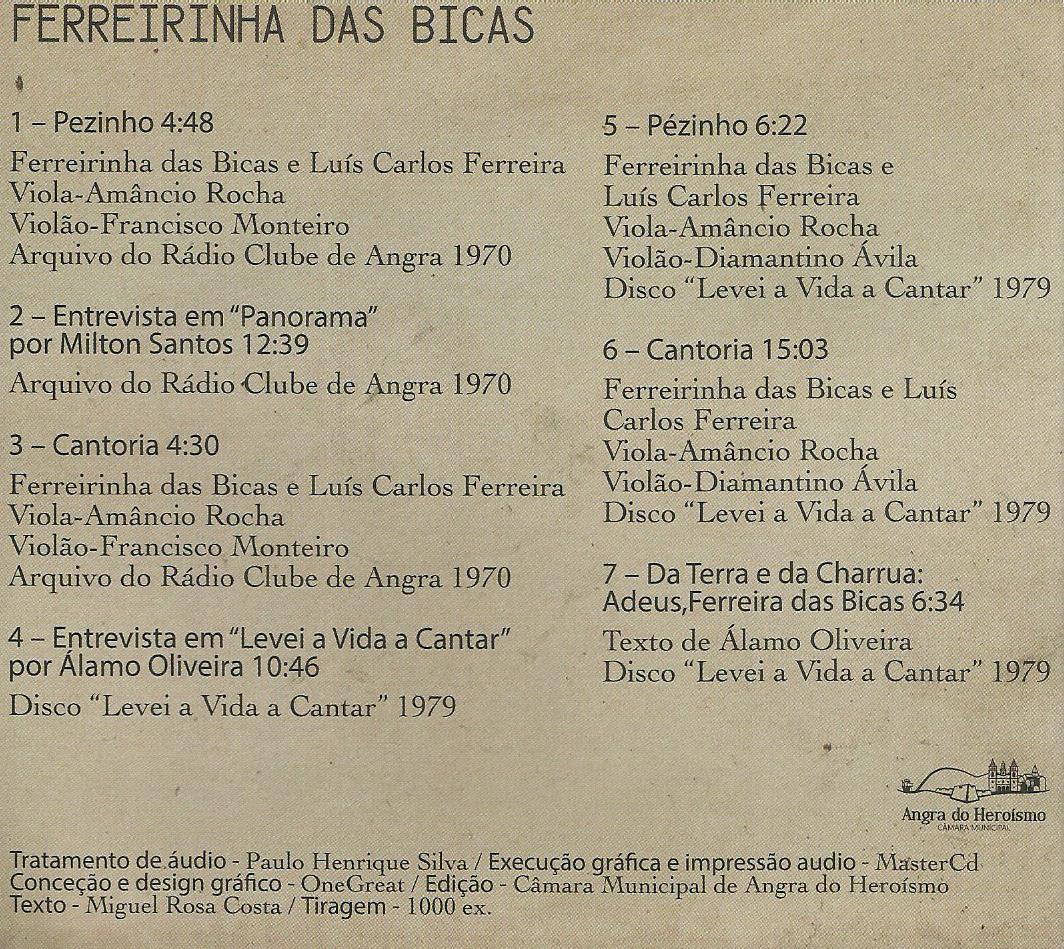 FERREIRINHA DAS BICAS
1 – Pezinho 4:48
Ferreirinha das Bicas e Luís Carlos Ferreira
Viola-Amâncio Rocha
Violão-Francisco Monteiro
Arquivo do Rádio Clube de Angra 1970
2 – Entrevista em “Panorama”
por Milton Santos 12:39
Arquivo do Rádio Clube de Angra 1970
3 – Cantoria 4:30
Ferreirinha das Bicas e Luís Carlos Ferreira
Viola-Amâncio Rocha
Violão-Francisco Monteiro
Arquivo do Rádio Clube de Angra 1970
4 – Entrevista em “Levei a Vida a Cantar”
por Álamo Oliveira 10:46
Disco “Levei a Vida a Cantar” 1979
5 – Pézinho 6:22
Ferreirinha das Bicas e
Luís Carlos Ferreira
Viola-Amâncio Rocha
Violão-Diamantino Ávila
Disco “Levei a Vida a Cantar” 1979
6 – Cantoria 15:03
Ferreirinha das Bicas e Luís
Carlos Ferreira
Viola-Amâncio Rocha
Violão-Diamantino Ávila
Disco “Levei a Vida a Cantar” 1979
7 – Da Terra e da Charrua:
Adeus,Ferreira das Bicas 6:34
Texto de Álamo Oliveira
Disco “Levei a Vida a Cantar” 1979
Angra do Heroísmo
CÂMARA MUNICIPAL
Tratamento de áudio - Paulo Henrique Silva / Execução gráfica e impressão audio - MasterCd
Conceção e design gráfico - OneGreat / Edição - Câmara Municipal de Angra do Heroísmo
Texto - Miguel Rosa Costa / Tiragem - 1000 ex.